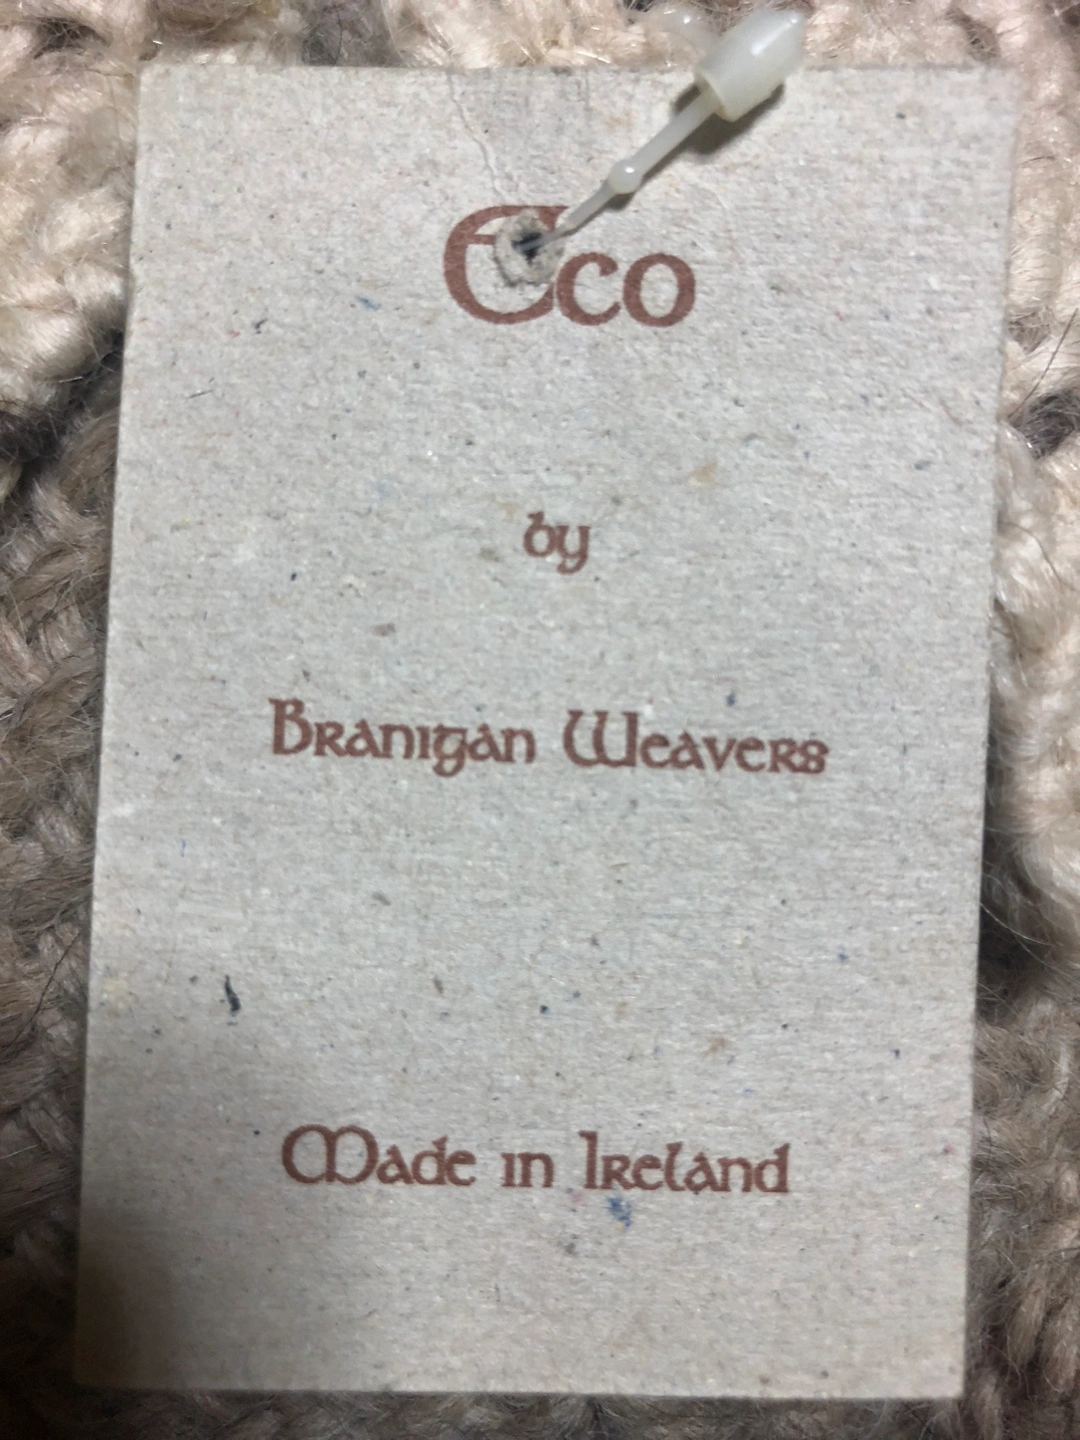 Eco
by
Branigan Weavers
Made in Ireland